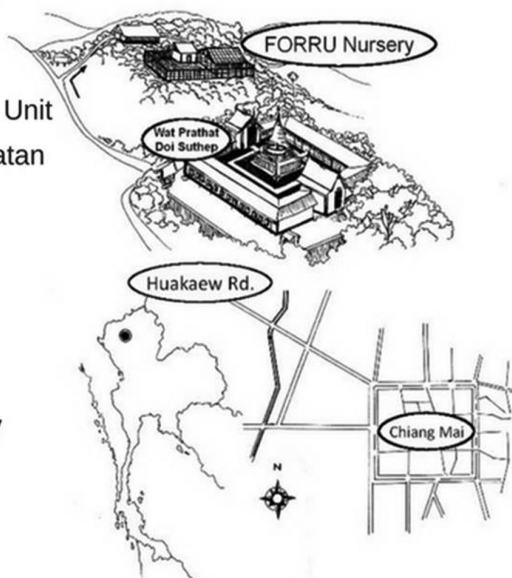 FORRU Nursery
Unit
Wat Prathat
Doi Suthep
atan
Huakaew Rd.
Chiang Mai
N